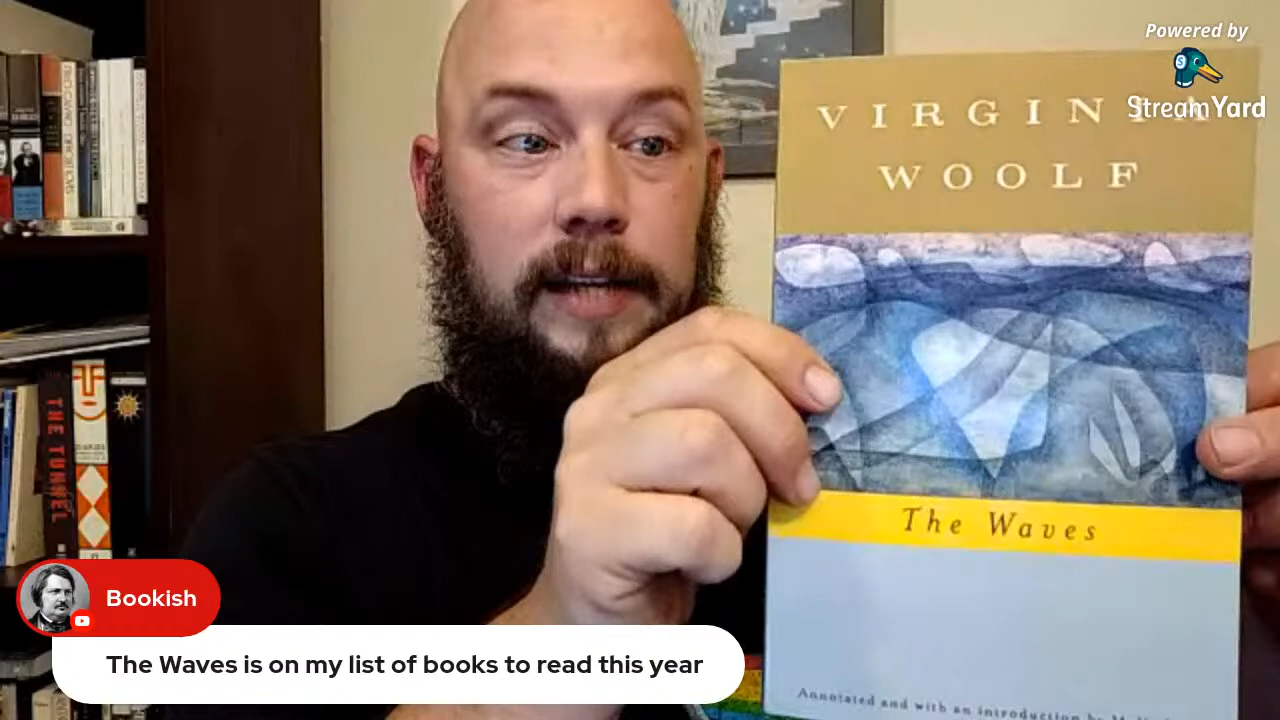 Powered by
StreamYard
VIRGINIA
WOOLF
The Waves
Annotated and with an introduction by
THE TUNNEL
Bookish
The Waves is on my list of books to read this year